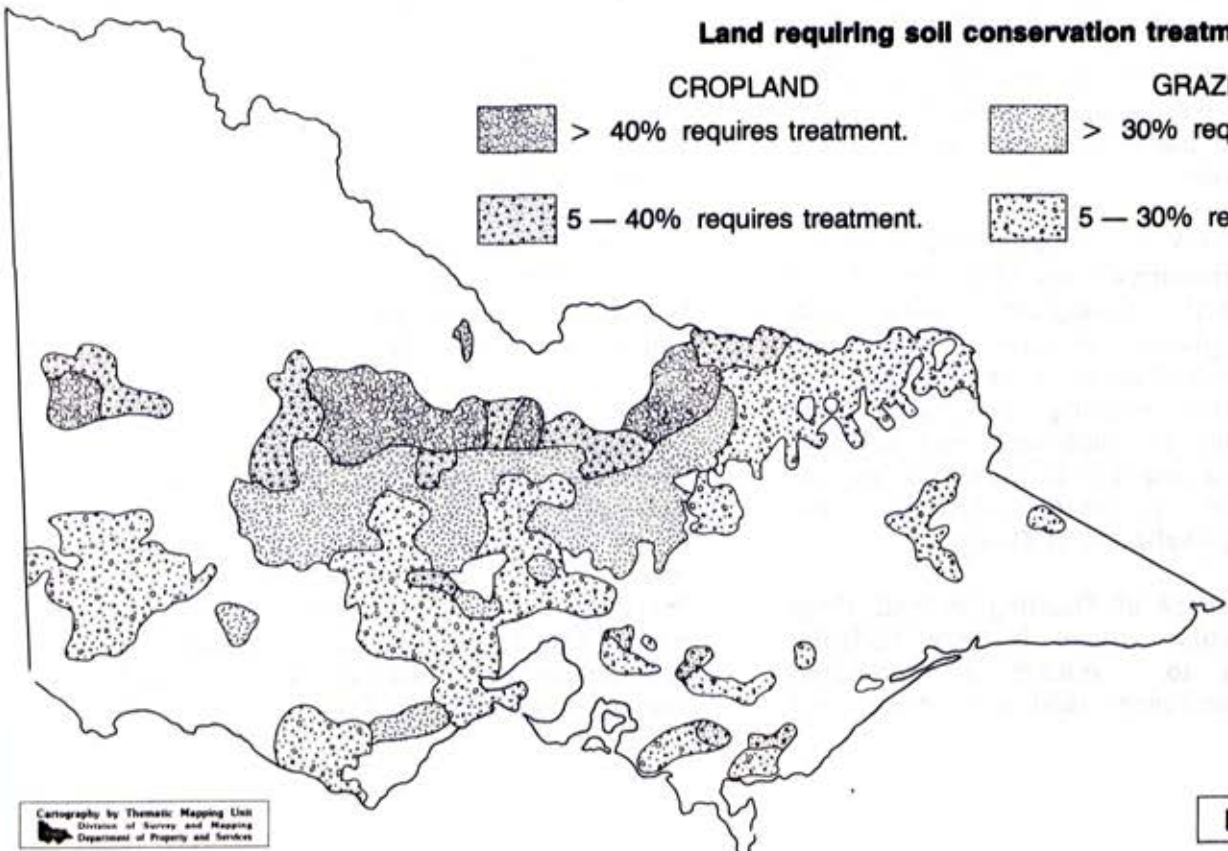 Land requiring soil conservation treatm
CROPLAND
> 40% requires treatment.
5 — 40% requires treatment.
GRAZI
> 30% req
5 — 30% re
Cartography by Thematic Mapping Unit
Division of Survey and Mapping
Department of Property and Services